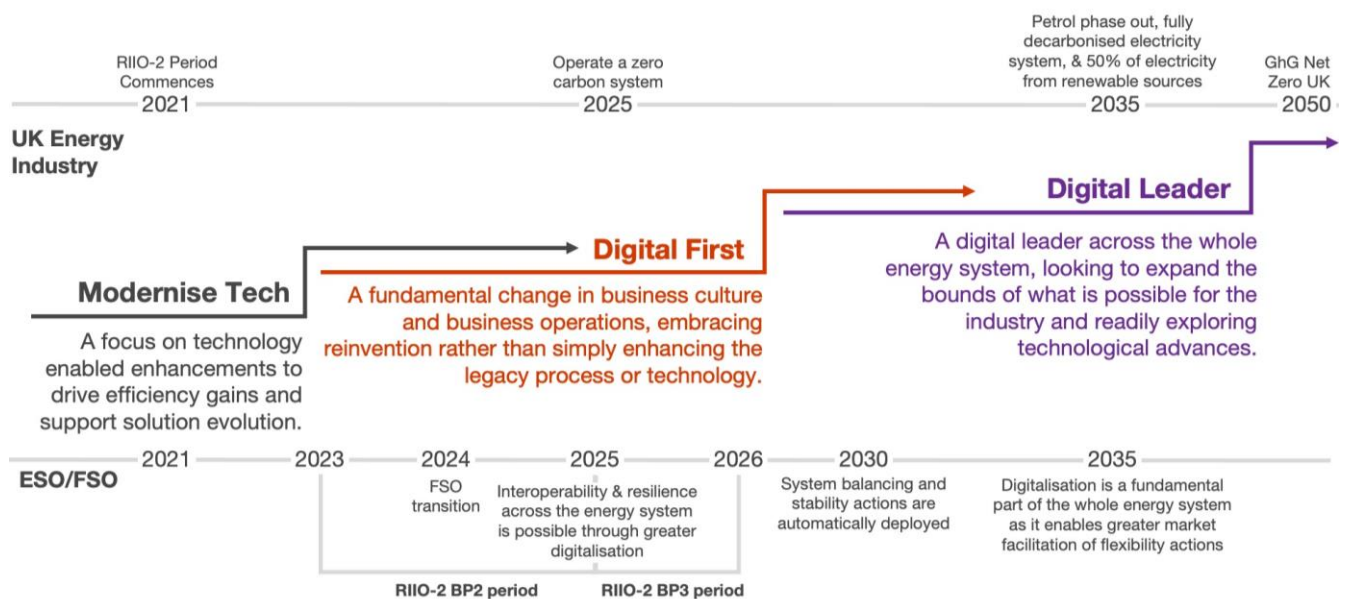 RIIO-2 Period
Commences
2021
Operate a zero
carbon system
2025
Petrol phase out, fully
decarbonised electricity
system, & 50% of electricity
from renewable sources
2035
GhG Net
Zero UK
2050
UK Energy
Industry
Modernise Tech
A focus on technology
enabled enhancements to
drive efficiency gains and
support solution evolution.
Digital First
A fundamental change in business culture
and business operations, embracing
reinvention rather than simply enhancing the
legacy process or technology.
Digital Leader
A digital leader across the whole
energy system, looking to expand the
bounds of what is possible for the
industry and readily exploring
technological advances.
ESO/FSO
2021
2023
2024
FSO
transition
2025
Interoperability & resilience
across the energy system
is possible through greater
digitalisation
2026
2030
System balancing and
stability actions are
automatically deployed
2035
Digitalisation is a fundamental
part of the whole energy system
as it enables greater market
facilitation of flexibility actions
RIIO-2 BP2 period
RIIO-2 BP3 period